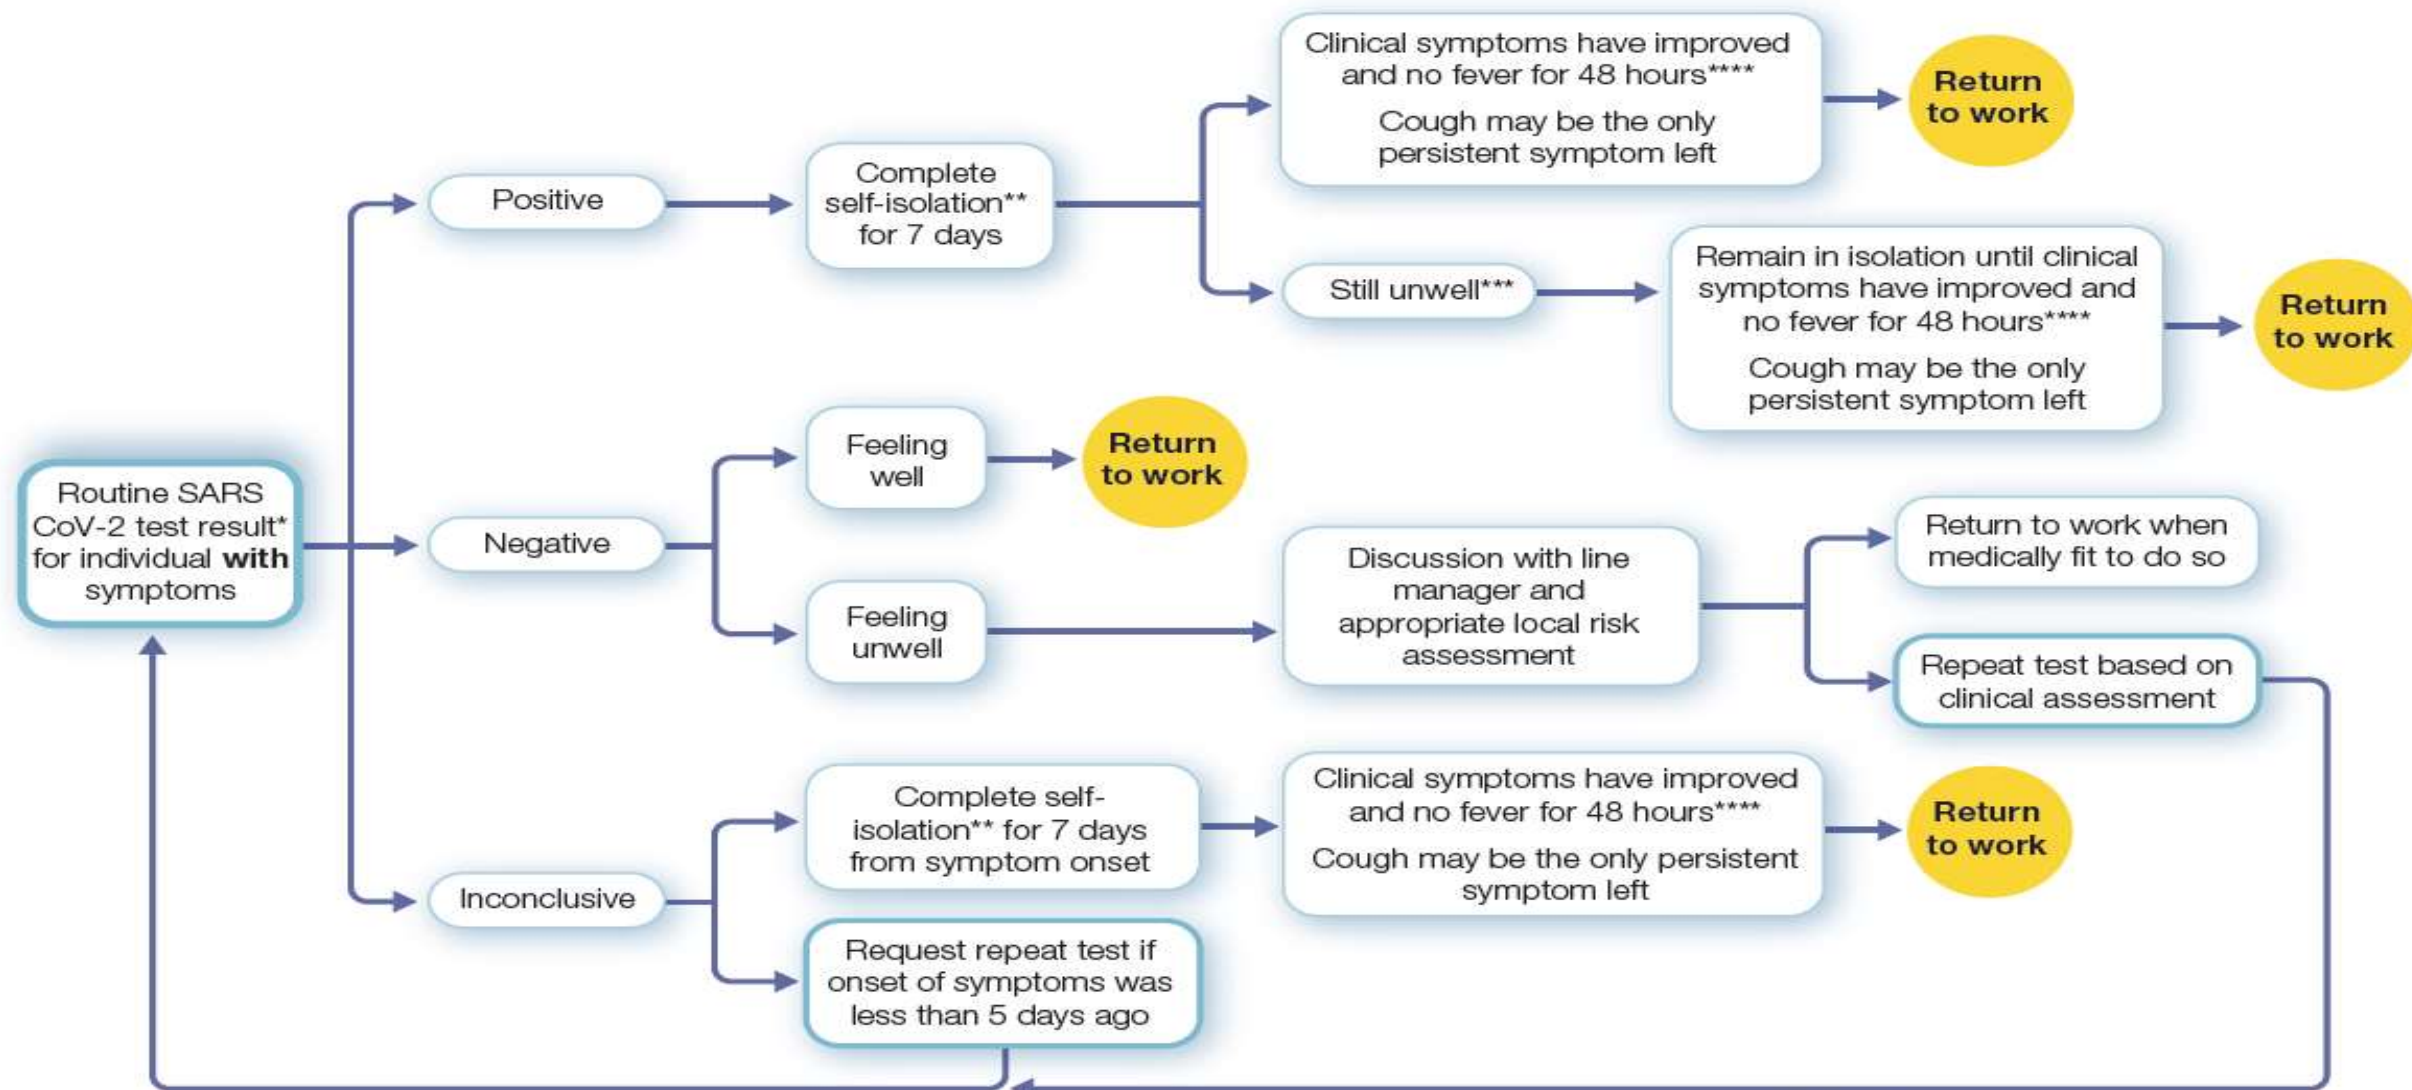 Routine SARS
CoV-2 test result*
for individual with
symptoms
Positive
Complete
self-isolation**
for 7 days
Clinical symptoms have improved
and no fever for 48 hours****
Cough may be the only
persistent symptom left
Return
to work
Still unwell***
Remain in isolation until clinical
symptoms have improved and
no fever for 48 hours****
Cough may be the only
persistent symptom left
Return
to work
Negative
Feeling
well
Return
to work
Feeling
unwell
Discussion with line
manager and
appropriate local risk
assessment
Return to work when
medically fit to do so
Repeat test based on
clinical assessment
Inconclusive
Complete self-
isolation** for 7 days
from symptom onset
Clinical symptoms have improved
and no fever for 48 hours****
Cough may be the only persistent
symptom left
Return
to work
Request repeat test if
onset of symptoms was
less than 5 days ago